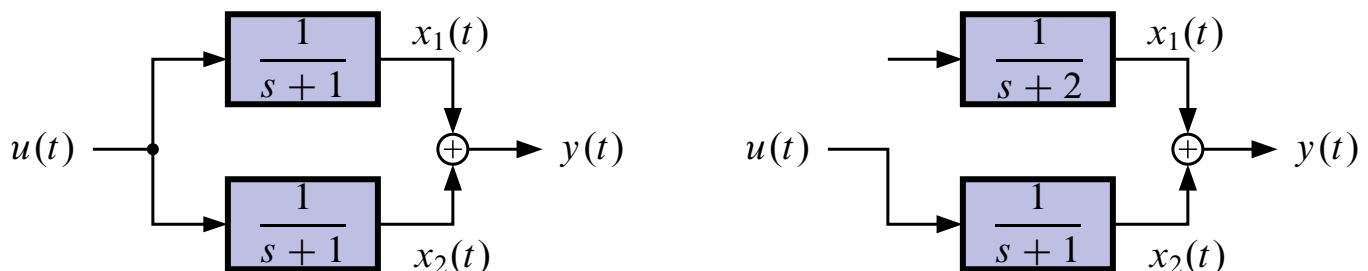 1 x₁(t)
s + 1
u(t) + y(t)
1
s + 1 x₂(t)
1 x₁(t)
s + 2
u(t) + y(t)
1
s + 1 x₂(t)